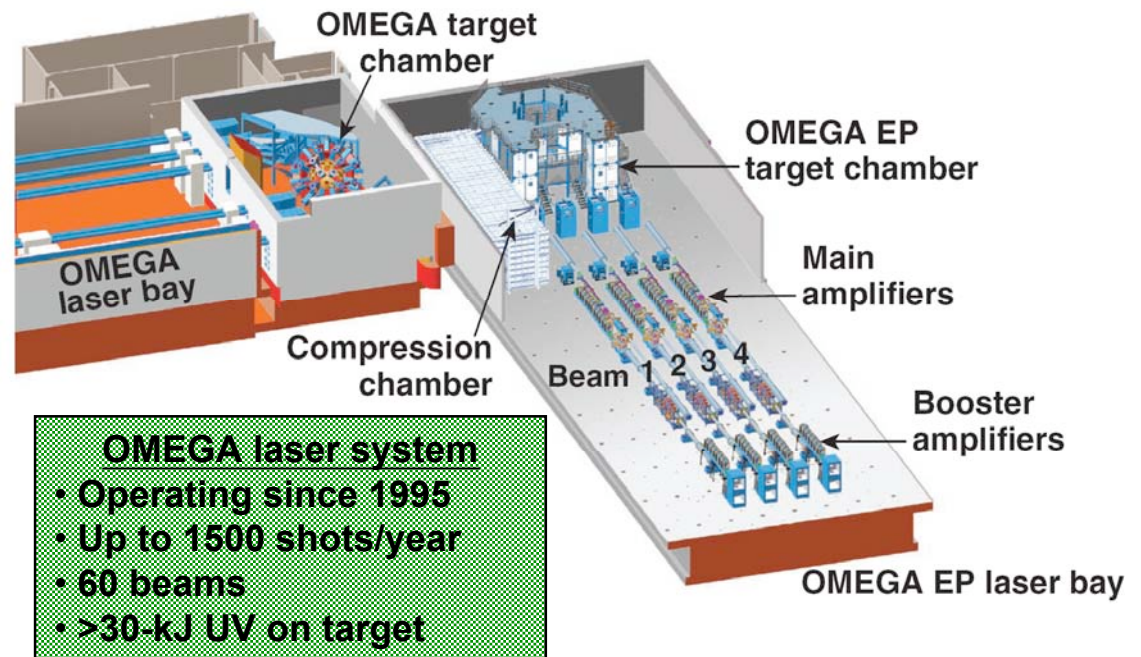 OMEGA target
chamber
OMEGA EP
target chamber
OMEGA
laser bay
Main
amplifiers
Compression
chamber
Beam 1 2 3 4
Booster
amplifiers
OMEGA EP laser bay
OMEGA laser system
• Operating since 1995
• Up to 1500 shots/year
• 60 beams
• >30-kJ UV on target